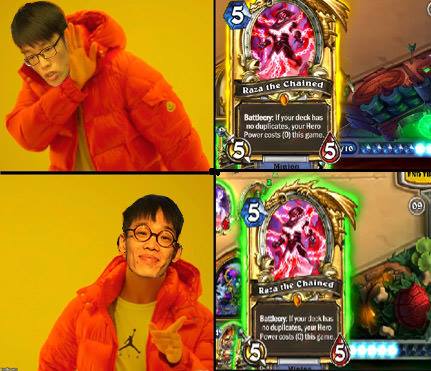 5
Raza the Chained
Battlecry: If your deck has
no duplicates, your Hero
Power costs (0) this game.
5
5
Minion
5
Raza the Chained
Battlecry: If your deck has
no duplicates, your Hero
Power costs (0) this game.
5
5